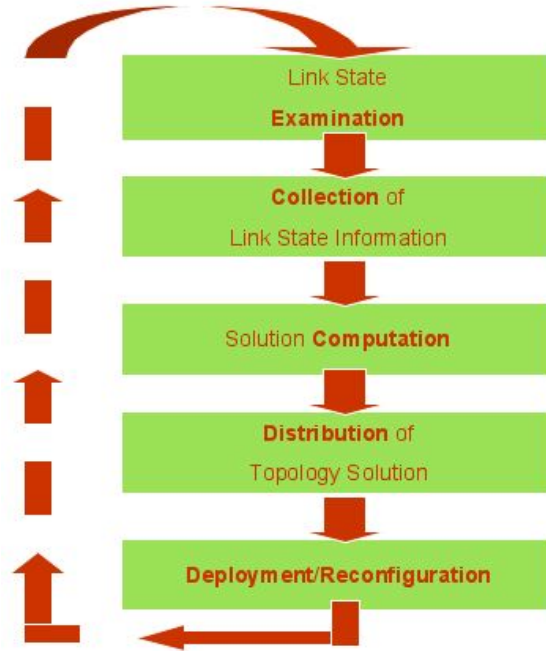 Link State
Examination
Collection of
Link State Information
Solution Computation
Distribution of
Topology Solution
Deployment/Reconfiguration